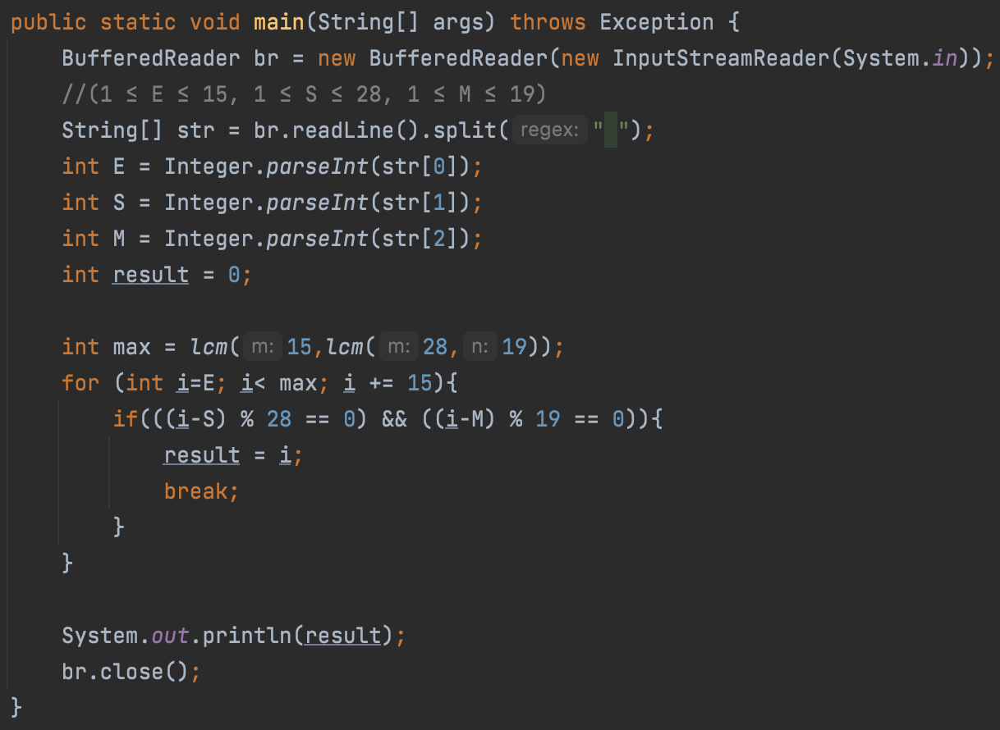 public static void main(String[] args) throws Exception {
    BufferedReader br = new BufferedReader(new InputStreamReader(System.in));
    //(1 ≤ E ≤ 15, 1 ≤ S ≤ 28, 1 ≤ M ≤ 19)
    String[] str = br.readLine().split( regex: " ");
    int E = Integer.parseInt(str[0]);
    int S = Integer.parseInt(str[1]);
    int M = Integer.parseInt(str[2]);
    int result = 0;

    int max = lcm( m: 15,lcm( m: 28, n: 19));
    for (int i=E; i< max; i += 15){
        if(((i-S) % 28 == 0) && ((i-M) % 19 == 0)){
            result = i;
            break;
        }
    }

    System.out.println(result);
    br.close();
}